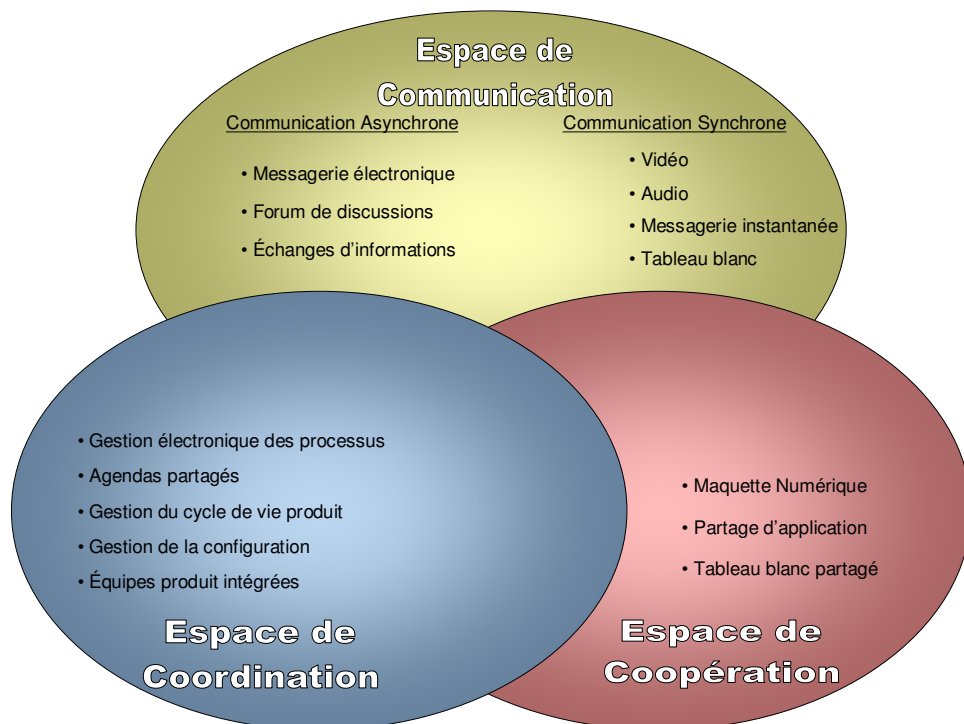 Espace de
Communication
Communication Asynchrone
• Messagerie électronique
• Forum de discussions
• Échanges d'informations
Communication Synchrone
• Vidéo
• Audio
• Messagerie instantanée
• Tableau blanc
• Gestion électronique des processus
• Agendas partagés
• Gestion du cycle de vie produit
• Gestion de la configuration
• Équipes produit intégrées
Espace de
Coordination
• Maquette Numérique
• Partage d'application
• Tableau blanc partagé
Espace de
Coopération